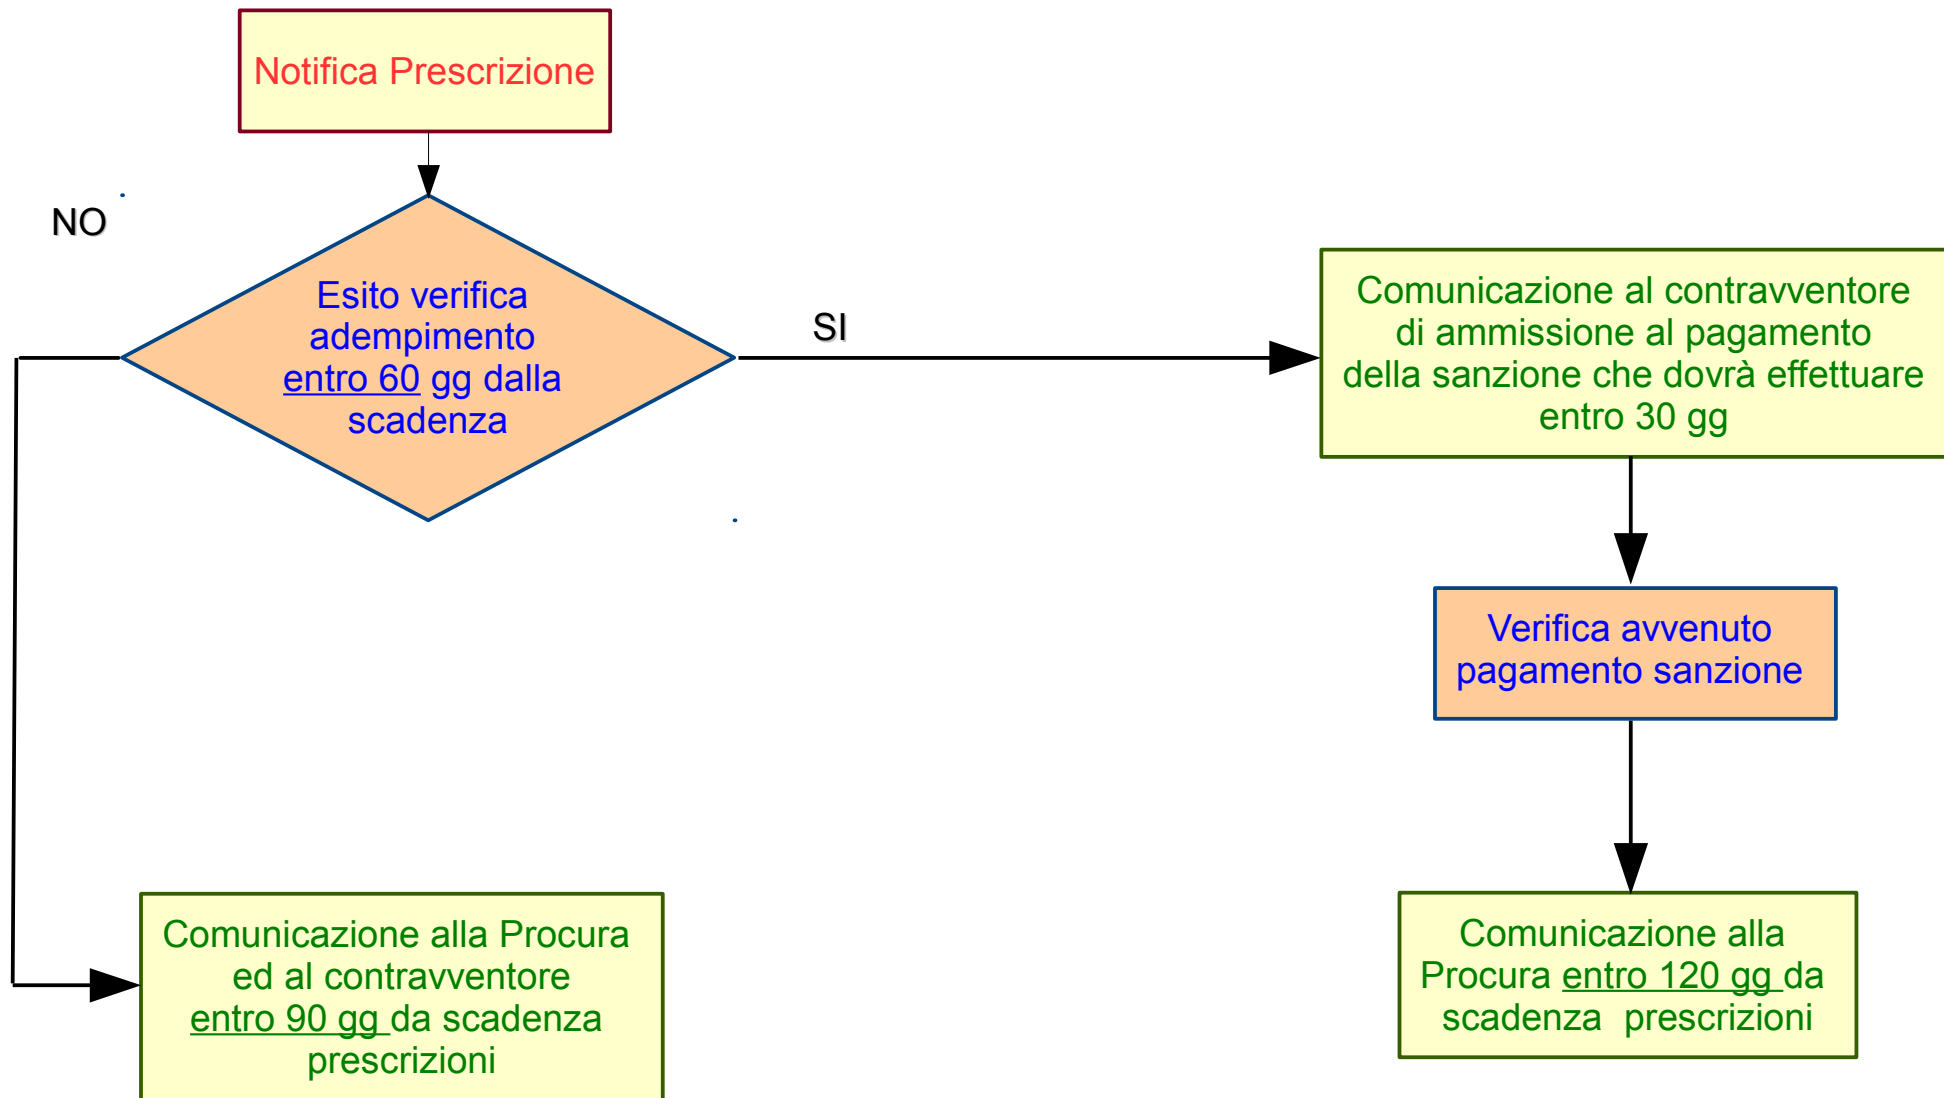 Notifica Prescrizione
NO
Esito verifica
adempimento
entro 60 gg dalla
scadenza
SI
Comunicazione al contravventore
di ammissione al pagamento
della sanzione che dovrà effettuare
entro 30 gg
Verifica avvenuto
pagamento sanzione
Comunicazione alla Procura
ed al contravventore
entro 90 gg da scadenza
prescrizioni
Comunicazione alla
Procura entro 120 gg da
scadenza prescrizioni